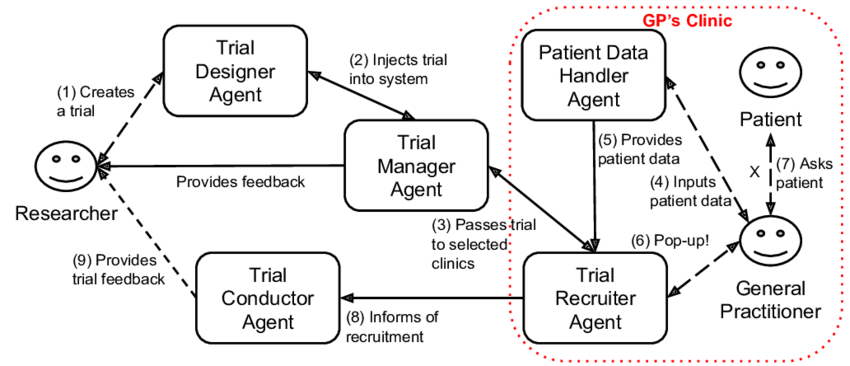 GP's Clinic
Trial
Designer
Agent
(2) Injects trial
into system
Patient Data
Handler
Agent
(1) Creates
a trial
Patient
Trial
Manager
Agent
(5) Provides
patient data
X
(7) Asks
patient
Provides feedback
(4) Inputs
patient data
Researcher
(3) Passes trial
to selected
clinics
(6) Pop-up!
(9) Provides
trial feedback
Trial
Conductor
Agent
Trial
Recruiter
Agent
General
Practitioner
(8) Informs of
recruitment